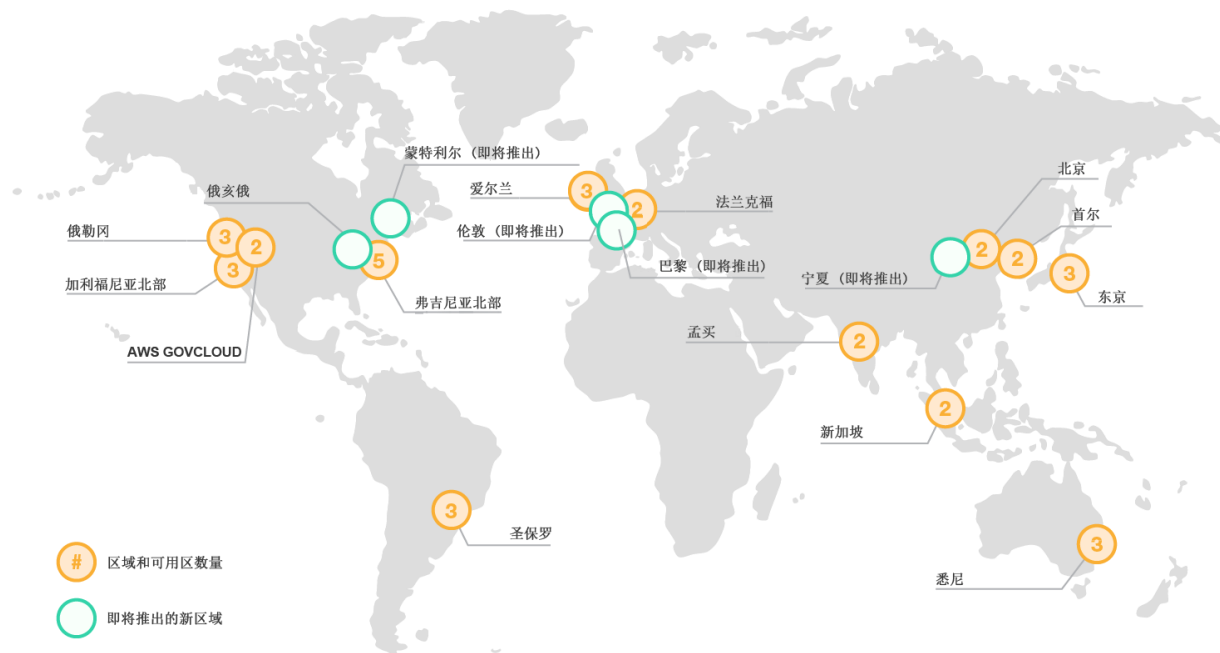 蒙特利尔（即将推出）
俄亥俄
爱尔兰
3
2
法兰克福
北京
首尔
俄勒冈
3
2
伦敦（即将推出）
5
3
加利福尼亚北部
巴黎（即将推出）
宁夏（即将推出）
2
2
3
东京
弗吉尼亚北部
AWS GOVCLOUD
孟买
2
新加坡
2
3
圣保罗
3
悉尼
# 区域和可用区数量
即将推出的新区域